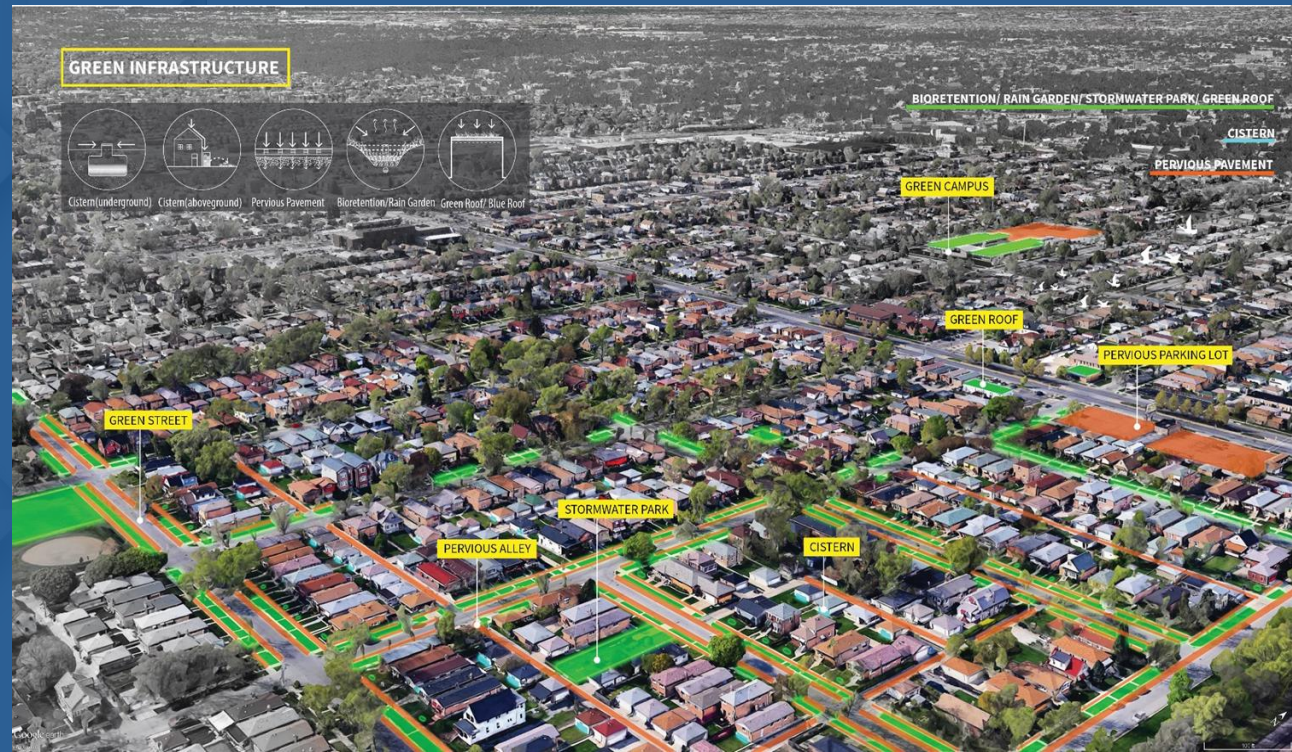 GREEN INFRASTRUCTURE
Cistern(underground) Cistern(aboveground) Pervious Pavement Bioretention/Rain Garden Green Roof/ Blue Roof
BIORETENTION/ RAIN GARDEN/ STORMWATER PARK/ GREEN ROOF
CISTERN
PERVIOUS PAVEMENT
GREEN CAMPUS
GREEN ROOF
PERVIOUS PARKING LOT
GREEN STREET
STORMWATER PARK
PERVIOUS ALLEY
CISTERN
Google earth